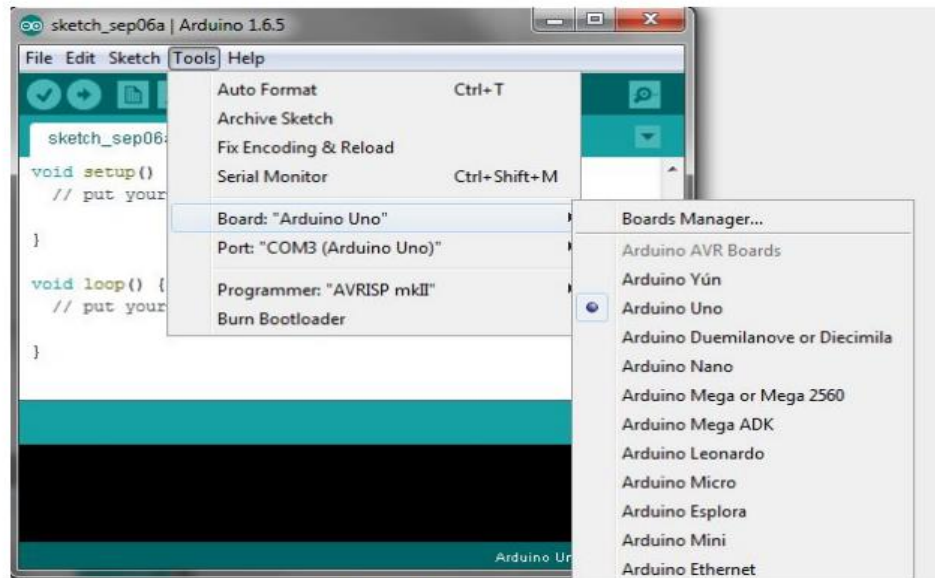 sketch_sep06a | Arduino 1.6.5
File Edit Sketch Tools Help
sketch_sep06
void setup()
// put your
}
void loop() {
// put your
}
Auto Format Ctrl+T
Archive Sketch
Fix Encoding & Reload
Serial Monitor Ctrl+Shift+M
Board: "Arduino Uno"
Port: "COM3 (Arduino Uno)"
Programmer: "AVRISP mkII"
Burn Bootloader
Boards Manager...
Arduino AVR Boards
Arduino Yún
Arduino Uno
Arduino Duemilanove or Diecimila
Arduino Nano
Arduino Mega or Mega 2560
Arduino Mega ADK
Arduino Leonardo
Arduino Micro
Arduino Esplora
Arduino Mini
Arduino Ethernet
Arduino Un